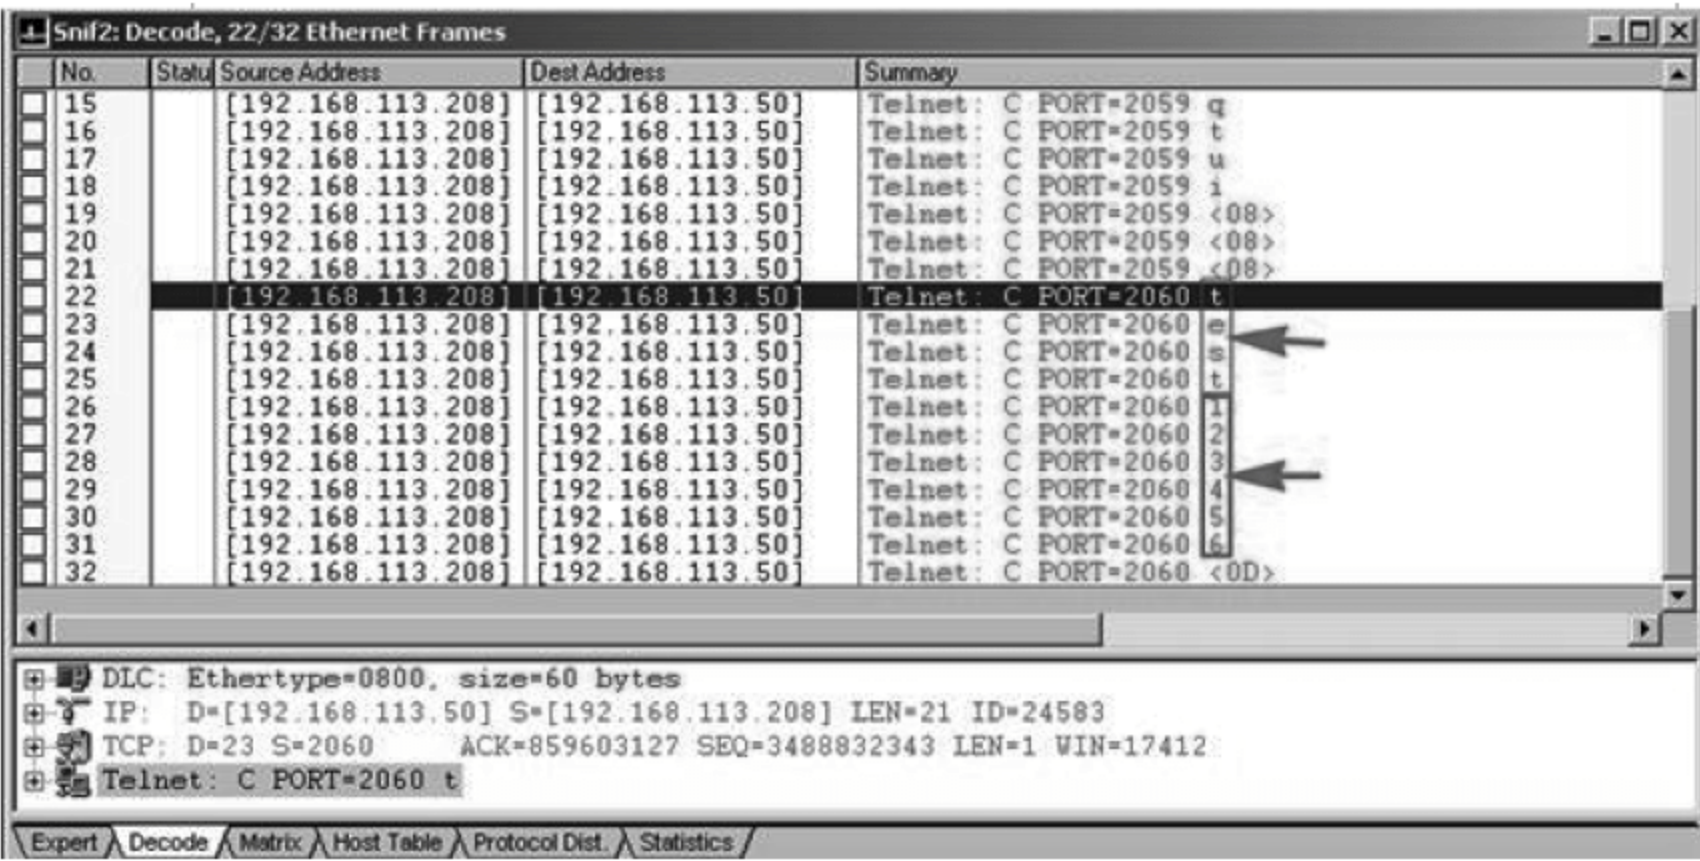 Snif2: Decode, 22/32 Ethernet Frames
No. Statu Source Address Dest Address Summary
15 [192.168.113.208] [192.168.113.50] Telnet: C PORT=2059 q
16 [192.168.113.208] [192.168.113.50] Telnet: C PORT=2059 t
17 [192.168.113.208] [192.168.113.50] Telnet: C PORT=2059 u
18 [192.168.113.208] [192.168.113.50] Telnet: C PORT=2059 i
19 [192.168.113.208] [192.168.113.50] Telnet: C PORT=2059 <08>
20 [192.168.113.208] [192.168.113.50] Telnet: C PORT=2059 <08>
21 [192.168.113.208] [192.168.113.50] Telnet: C PORT=2059 <08>
22 [192.168.113.208] [192.168.113.50] Telnet: C PORT=2060 t
23 [192.168.113.208] [192.168.113.50] Telnet: C PORT=2060 e
24 [192.168.113.208] [192.168.113.50] Telnet: C PORT=2060 s
25 [192.168.113.208] [192.168.113.50] Telnet: C PORT=2060 t
26 [192.168.113.208] [192.168.113.50] Telnet: C PORT=2060 1
27 [192.168.113.208] [192.168.113.50] Telnet: C PORT=2060 2
28 [192.168.113.208] [192.168.113.50] Telnet: C PORT=2060 3
29 [192.168.113.208] [192.168.113.50] Telnet: C PORT=2060 4
30 [192.168.113.208] [192.168.113.50] Telnet: C PORT=2060 5
31 [192.168.113.208] [192.168.113.50] Telnet: C PORT=2060 6
32 [192.168.113.208] [192.168.113.50] Telnet: C PORT=2060 <0D>
DLC: Ethertype=0800, size=60 bytes
IP: D=[192.168.113.50] S=[192.168.113.208] LEN=21 ID=24583
TCP: D=23 S=2060 ACK=859603127 SEQ=3488832343 LEN=1 WIN=17412
Telnet: C PORT=2060 t
Expert Decode Matrix Host Table Protocol Dist. Statistics